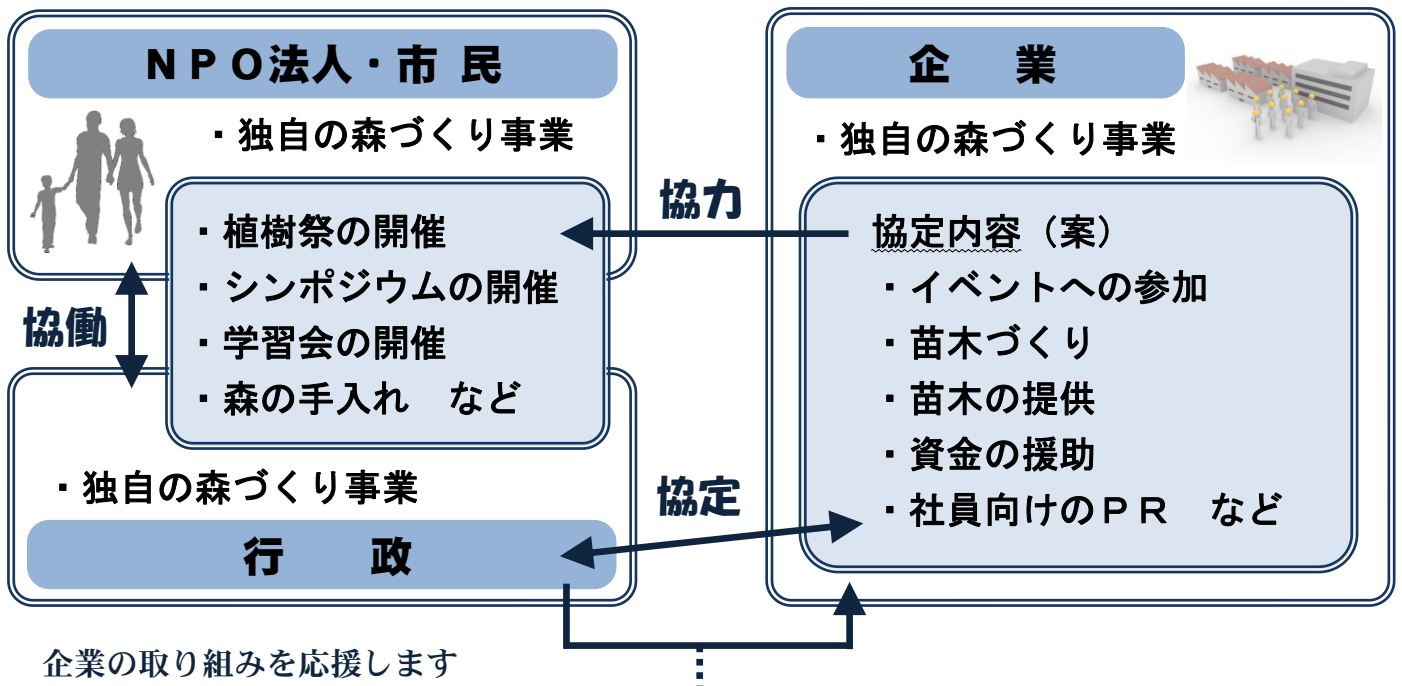 ＮＰＯ法人・市 民
・独自の森づくり事業
・植樹祭の開催
・シンポジウムの開催
・学習会の開催
・森の手入れ　など
協働
・独自の森づくり事業
行　政
協力
協定
企　業
・独自の森づくり事業
協定内容（案）
・イベントへの参加
・苗木づくり
・苗木の提供
・資金の援助
・社員向けのＰＲ　など
企業の取り組みを応援します